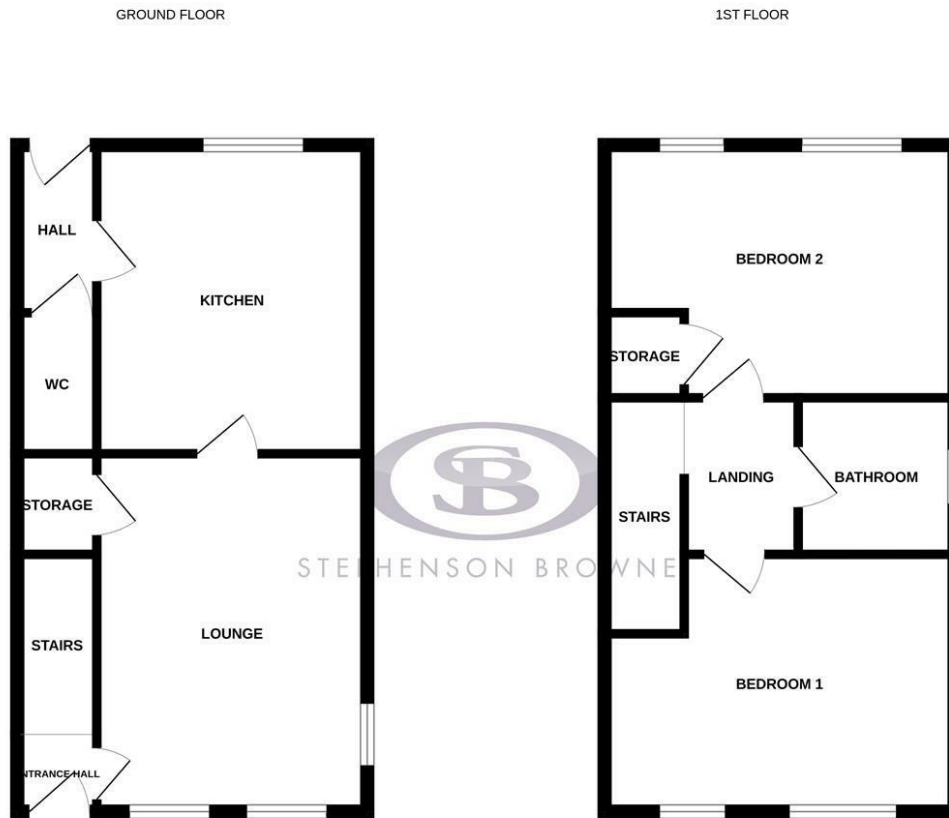 GROUND FLOOR
1ST FLOOR
HALL
KITCHEN
WC
STORAGE
STAIRS
LOUNGE
NTRANCE HALL
BEDROOM 2
STORAGE
LANDING
BATHROOM
STAIRS
BEDROOM 1
SB
STEPHENSON BROWNE